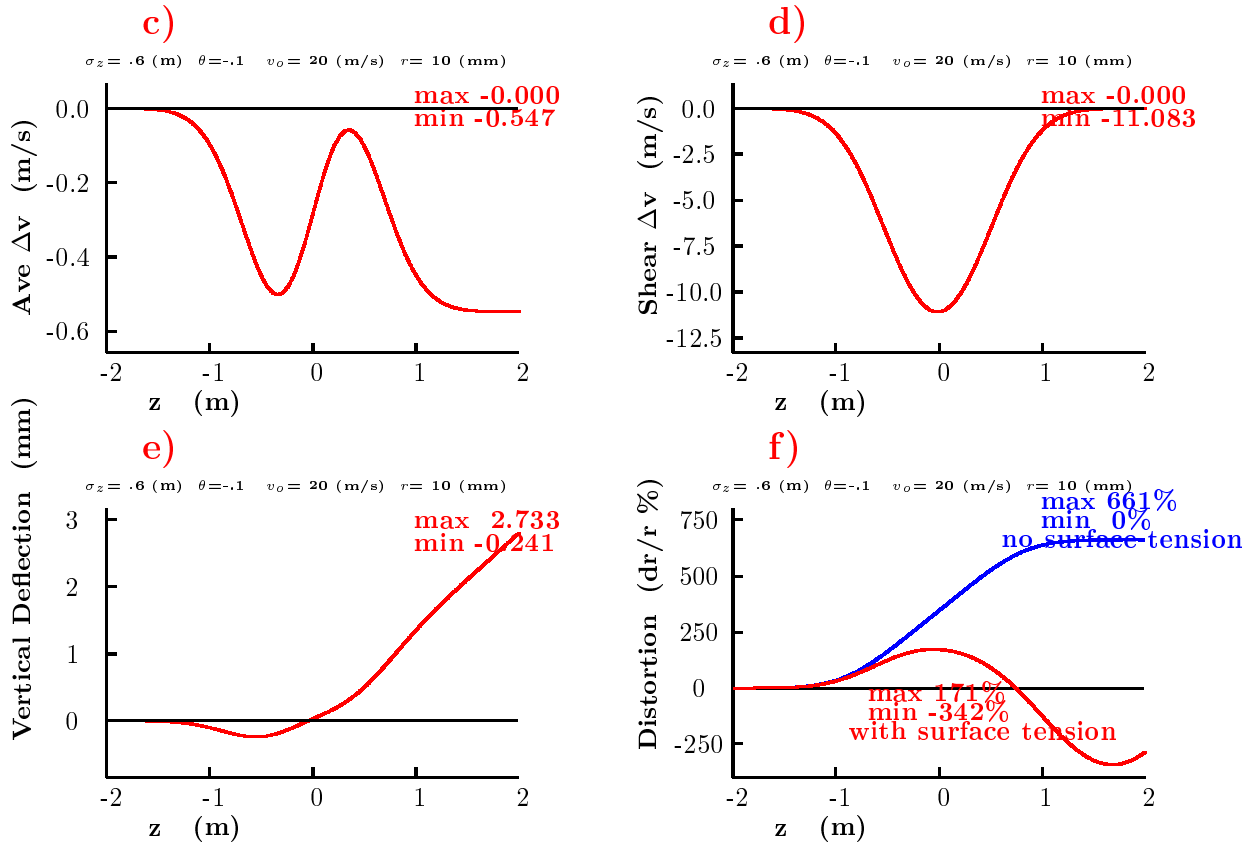 c)
σz= .6 (m) θ=-.1 vo= 20 (m/s) r= 10 (mm)
max -0.000
min -0.547
Ave Δv (m/s)
0.0
-0.2
-0.4
-0.6
-2 -1 0 1 2
z (m)
d)
σz= .6 (m) θ=-.1 vo= 20 (m/s) r= 10 (mm)
max -0.000
min -11.083
Shear Δv (m/s)
0.0
-2.5
-5.0
-7.5
-10.0
-12.5
-2 -1 0 1 2
z (m)
e)
σz= .6 (m) θ=-.1 vo= 20 (m/s) r= 10 (mm)
max 2.733
min -0.241
Vertical Deflection (mm)
3
2
1
0
-2 -1 0 1 2
z (m)
f)
σz= .6 (m) θ=-.1 vo= 20 (m/s) r= 10 (mm)
max 661%
min 0%
no surface tension
Distortion (dr/r %)
750
500
250
0
-250
max 171%
min -342%
with surface tension
-2 -1 0 1 2
z (m)